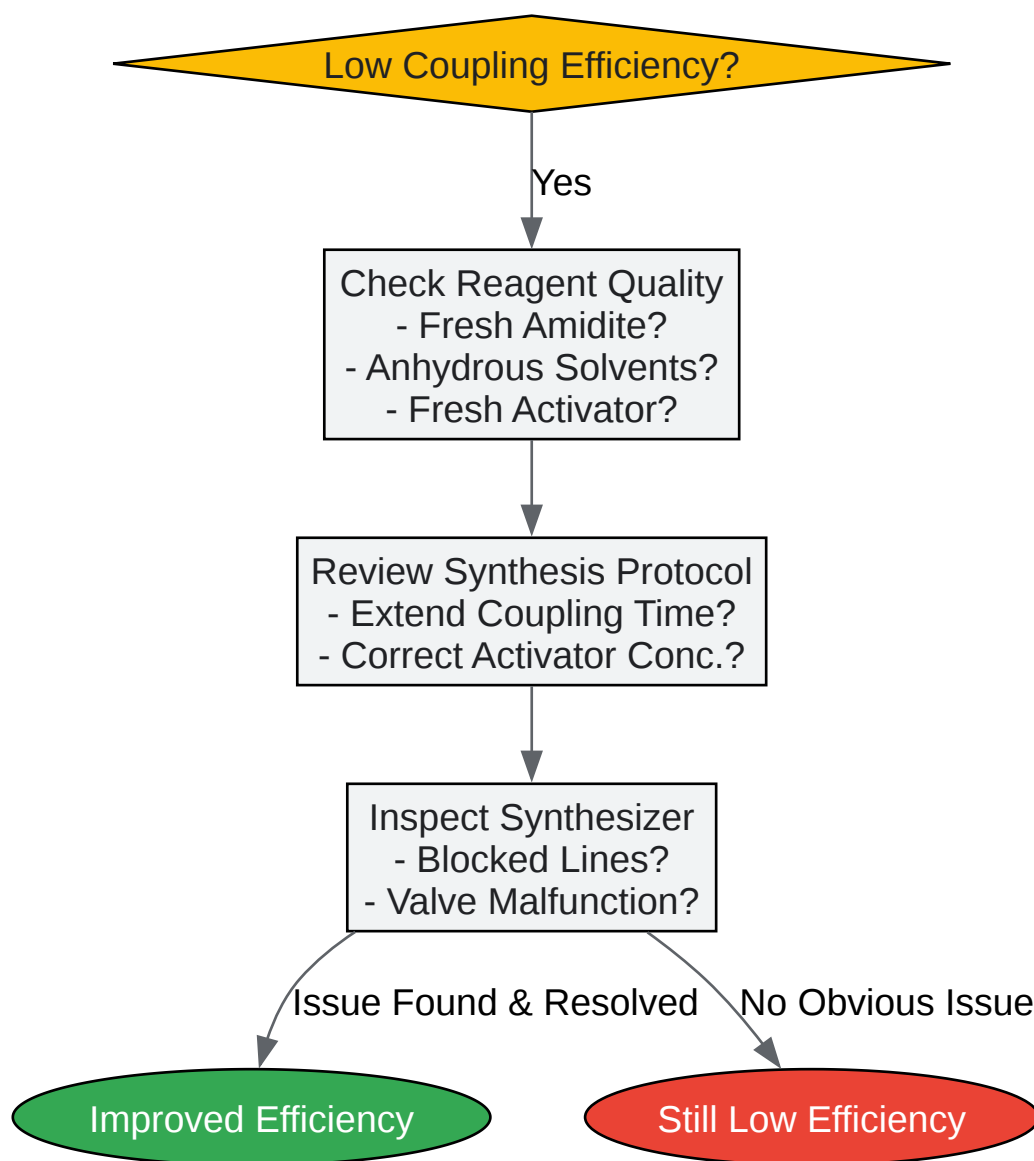 Low Coupling Efficiency?
Yes
Check Reagent Quality
- Fresh Amidite?
- Anhydrous Solvents?
- Fresh Activator?
Review Synthesis Protocol
- Extend Coupling Time?
- Correct Activator Conc.?
Inspect Synthesizer
- Blocked Lines?
- Valve Malfunction?
Issue Found & Resolved
No Obvious Issue
Improved Efficiency
Still Low Efficiency